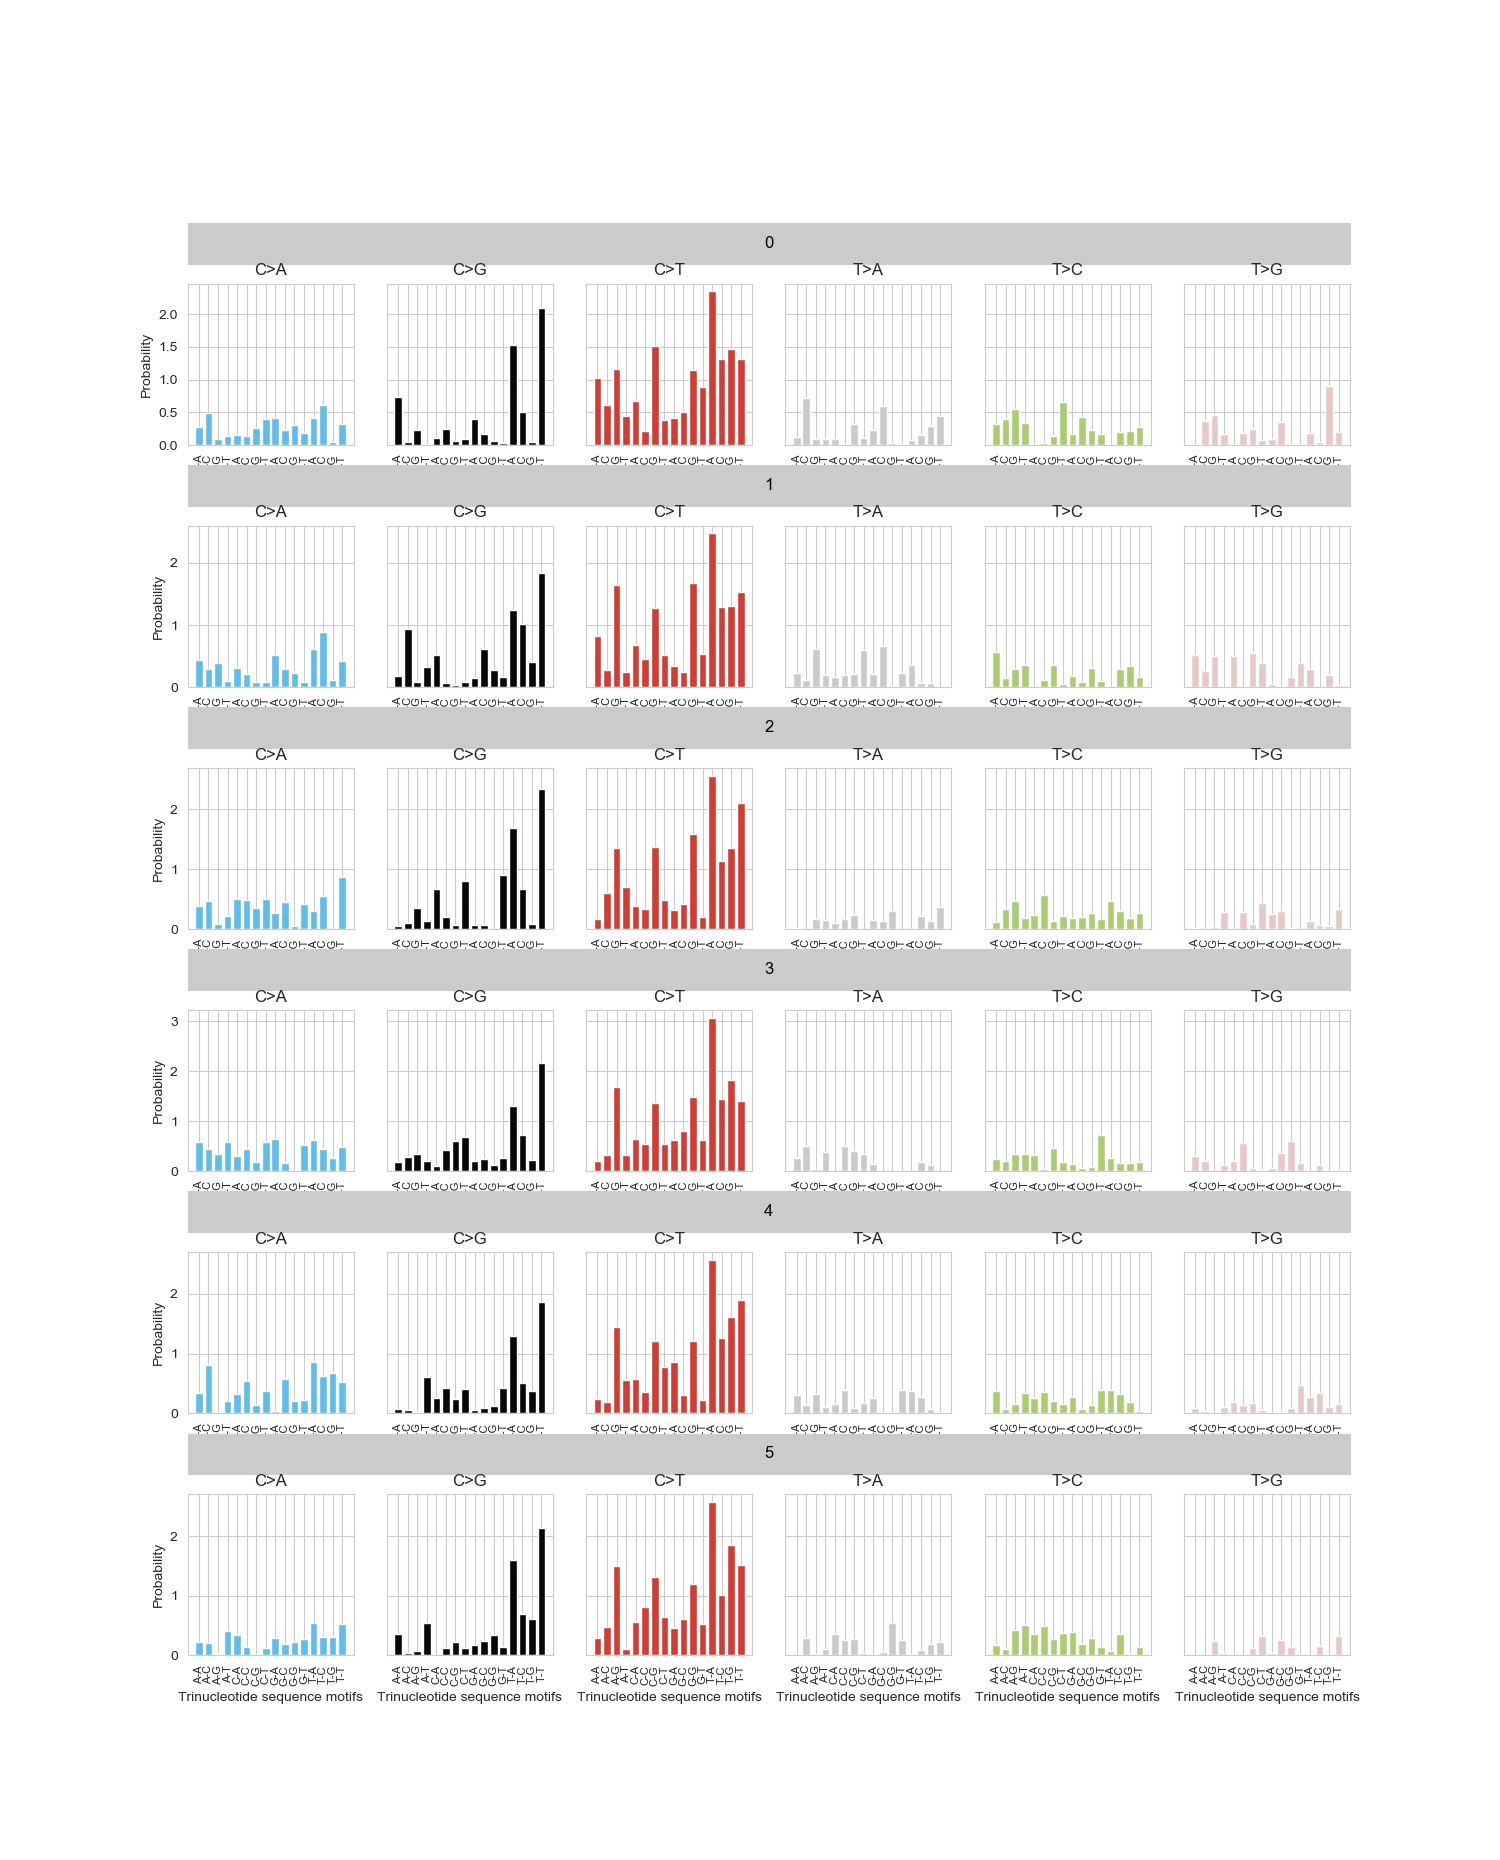 0
C>A C>G C>T T>A T>C T>G
Probability
2.0
1.5
1.0
0.5
0.0
1
C>A C>G C>T T>A T>C T>G
Probability
2
1
0
2
C>A C>G C>T T>A T>C T>G
Probability
2
1
0
3
C>A C>G C>T T>A T>C T>G
Probability
3
2
1
0
4
C>A C>G C>T T>A T>C T>G
Probability
2
1
0
5
C>A C>G C>T T>A T>C T>G
Probability
2
1
0
A-A A-C A-G A-T C-A C-C C-G C-T G-A G-C G-G G-T T-A T-C T-G T-T
A-A A-C A-G A-T C-A C-C C-G C-T G-A G-C G-G G-T T-A T-C T-G T-T
A-A A-C A-G A-T C-A C-C C-G C-T G-A G-C G-G G-T T-A T-C T-G T-T
A-A A-C A-G A-T C-A C-C C-G C-T G-A G-C G-G G-T T-A T-C T-G T-T
A-A A-C A-G A-T C-A C-C C-G C-T G-A G-C G-G G-T T-A T-C T-G T-T
A-A A-C A-G A-T C-A C-C C-G C-T G-A G-C G-G G-T T-A T-C T-G T-T
Trinucleotide sequence motifs Trinucleotide sequence motifs Trinucleotide sequence motifs Trinucleotide sequence motifs Trinucleotide sequence motifs Trinucleotide sequence motifs